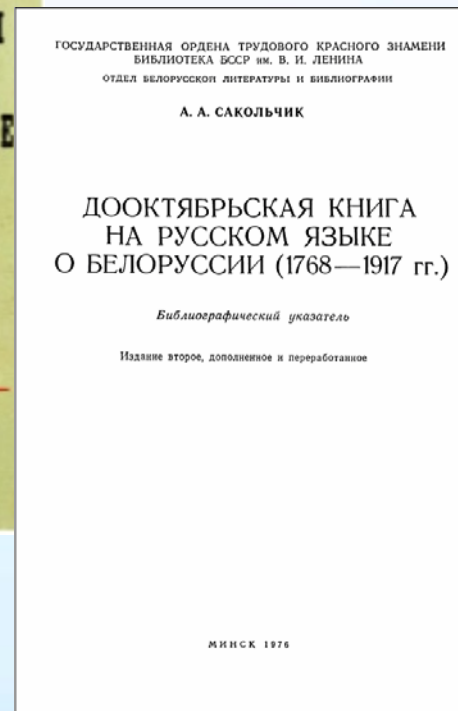 ГОСУДАРСТВЕННАЯ ОРДЕНА ТРУДОВОГО КРАСНОГО ЗНАМЕНИ
БИБЛИОТЕКА БССР им. В. И. ЛЕНИНА
ОТДЕЛ БЕЛОРУССКОЙ ЛИТЕРАТУРЫ И БИБЛИОГРАФИИ
А. А. САКОЛЬЧИК
ДООКТЯБРЬСКАЯ КНИГА
НА РУССКОМ ЯЗЫКЕ
О БЕЛОРУССИИ (1768—1917 гг.)
Библиографический указатель
Издание второе, дополненное и переработанное
МИНСК 1976